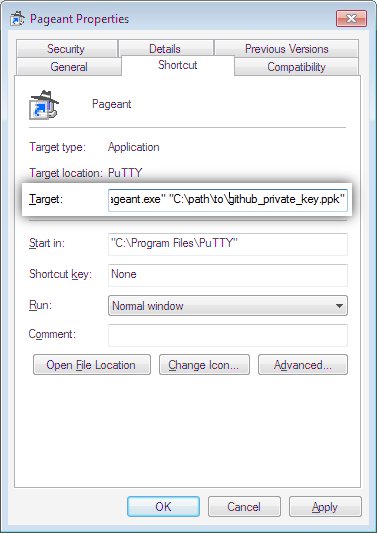 Pageant Properties
Security Details Previous Versions
General Shortcut Compatibility
Pageant
Target type: Application
Target location: PuTTY
Target: ageant.exe" "C:\path\to\github_private_key.ppk"
Start in: "C:\Program Files\PuTTY"
Shortcut key: None
Run: Normal window
Comment:
Open File Location Change Icon... Advanced...
OK Cancel Apply